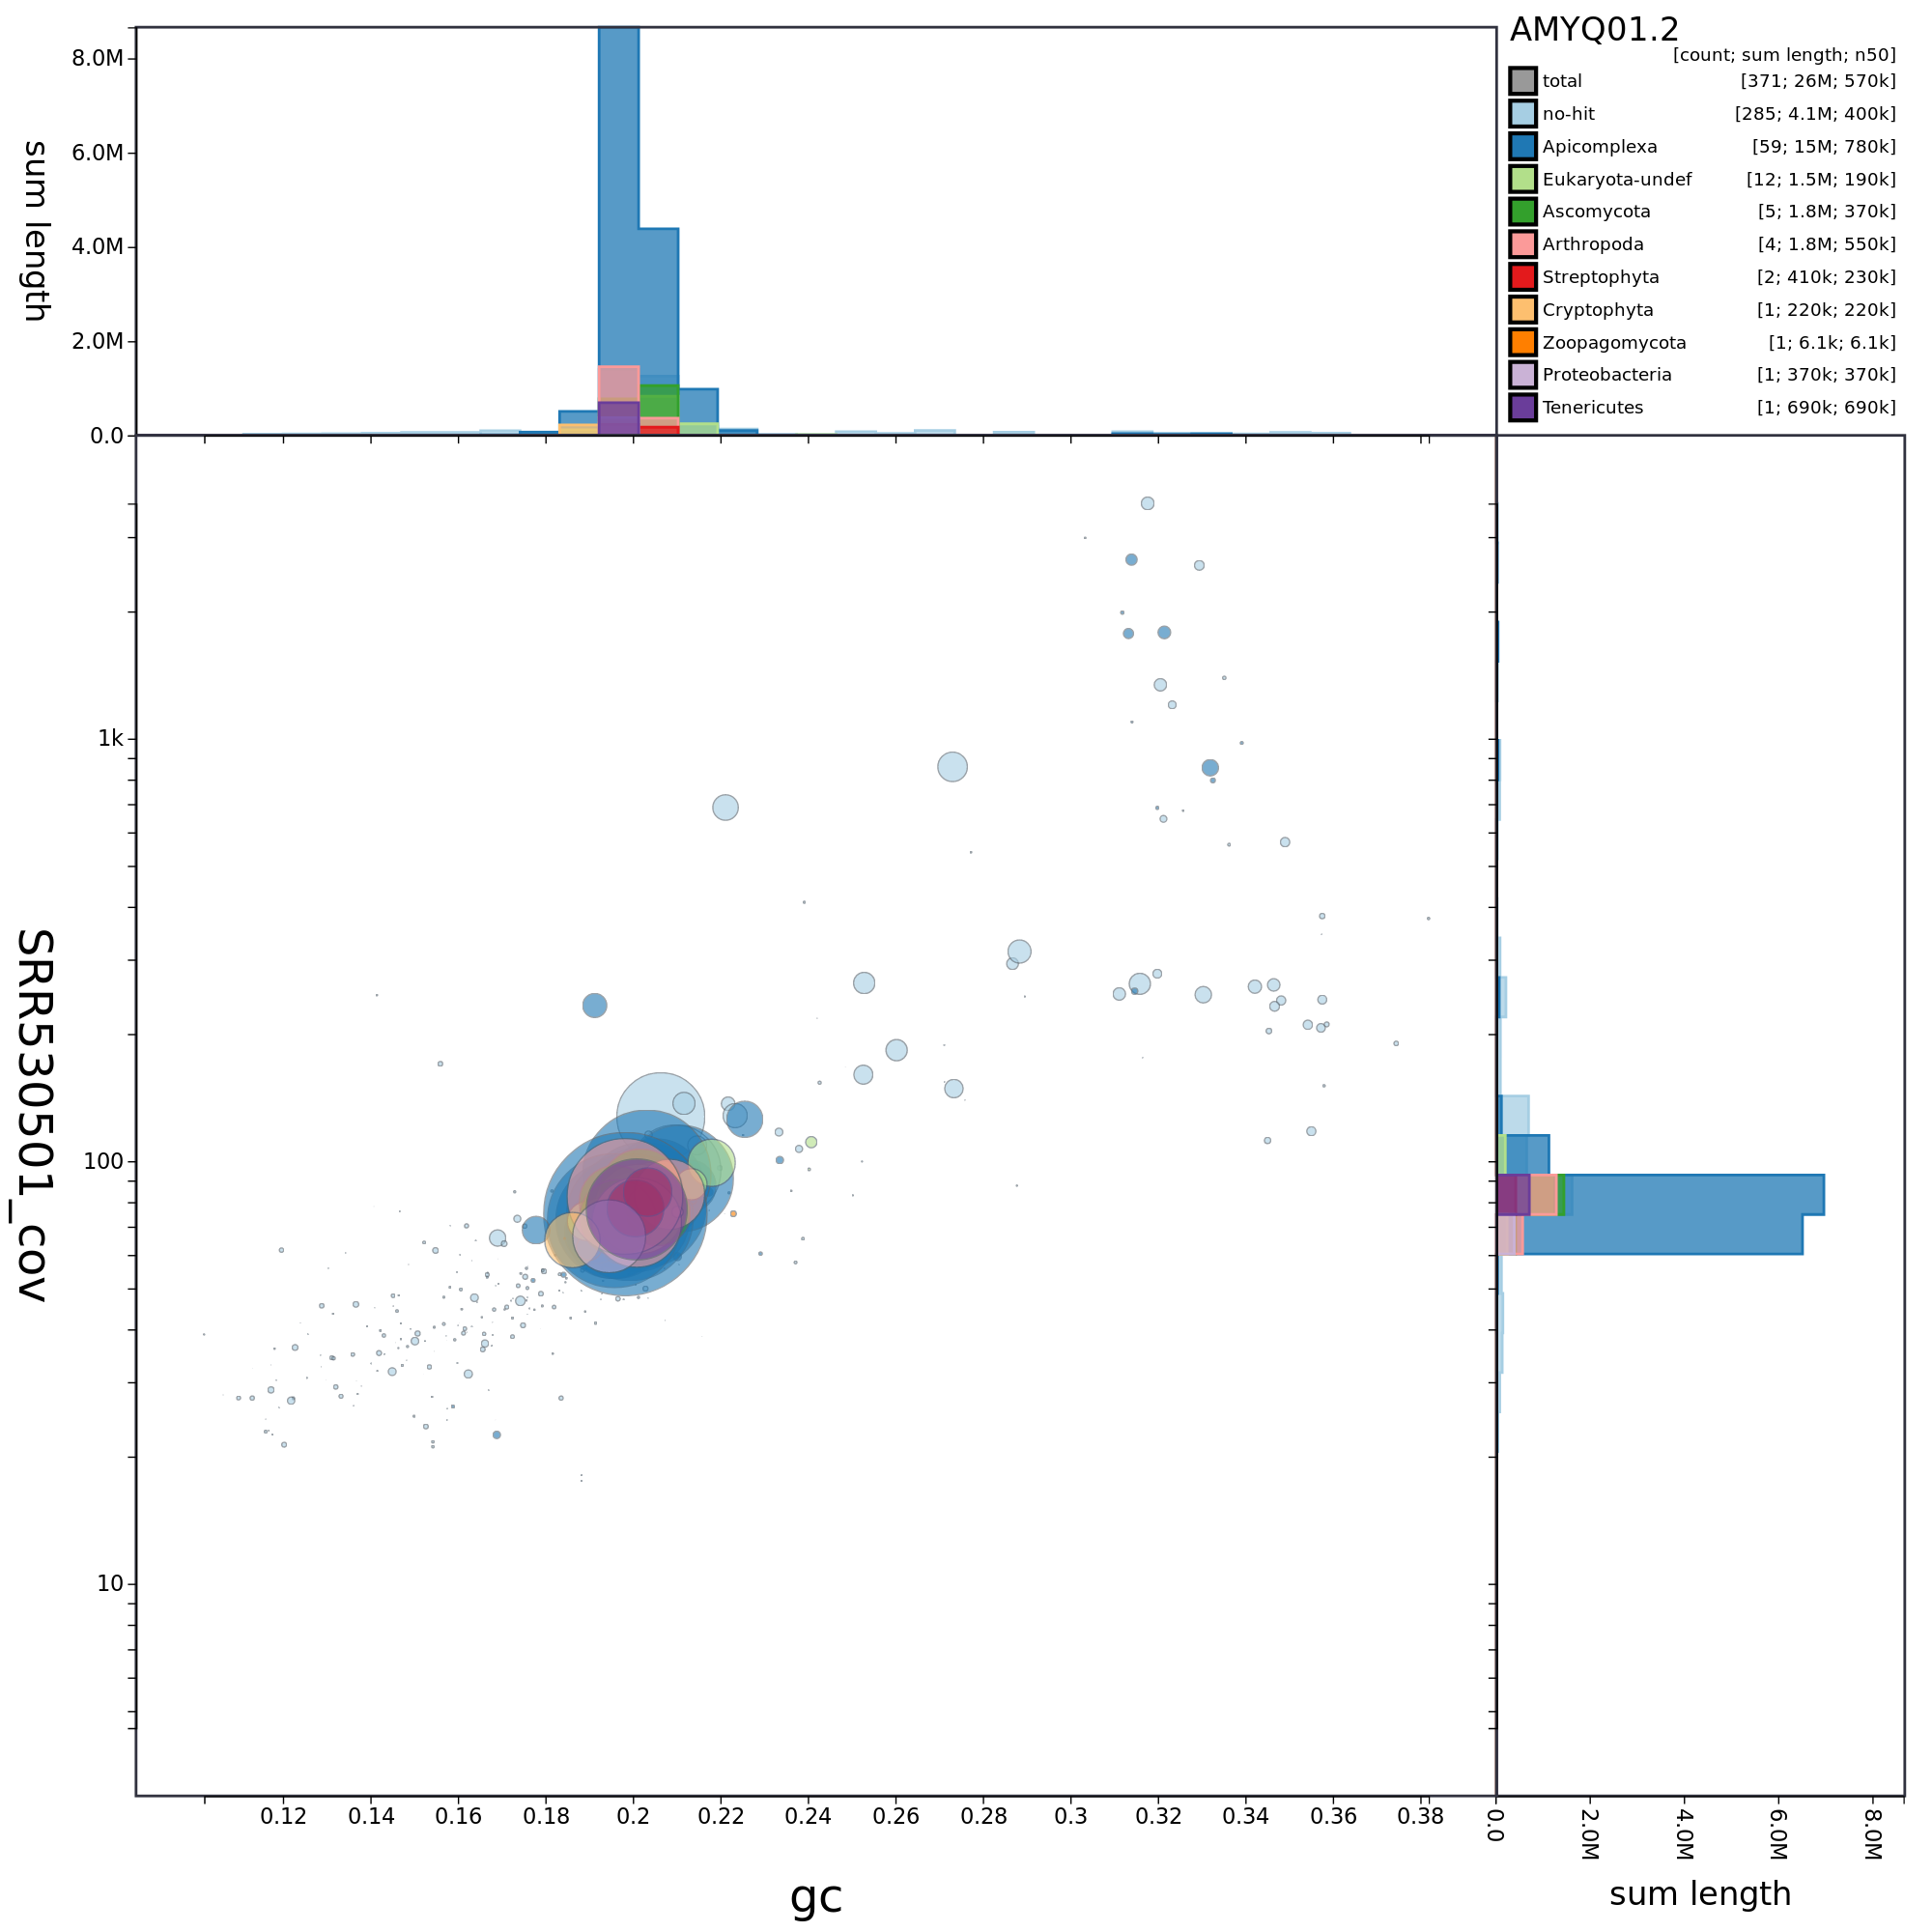 AMYQ01.2
[count; sum length; n50]
total [371; 26M; 570k]
no-hit [285; 4.1M; 400k]
Apicomplexa [59; 15M; 780k]
Eukaryota-undef [12; 1.5M; 190k]
Ascomycota [5; 1.8M; 370k]
Arthropoda [4; 1.8M; 550k]
Streptophyta [2; 410k; 230k]
Cryptophyta [1; 220k; 220k]
Zoopagomycota [1; 6.1k; 6.1k]
Proteobacteria [1; 370k; 370k]
Tenericutes [1; 690k; 690k]
sum length
8.0M
6.0M
4.0M
2.0M
0.0
SRR530501_cov
1k
100
10
0.12 0.14 0.16 0.18 0.2 0.22 0.24 0.26 0.28 0.3 0.32 0.34 0.36 0.38
gc
0.0 2.0M 4.0M 6.0M 8.0M
sum length